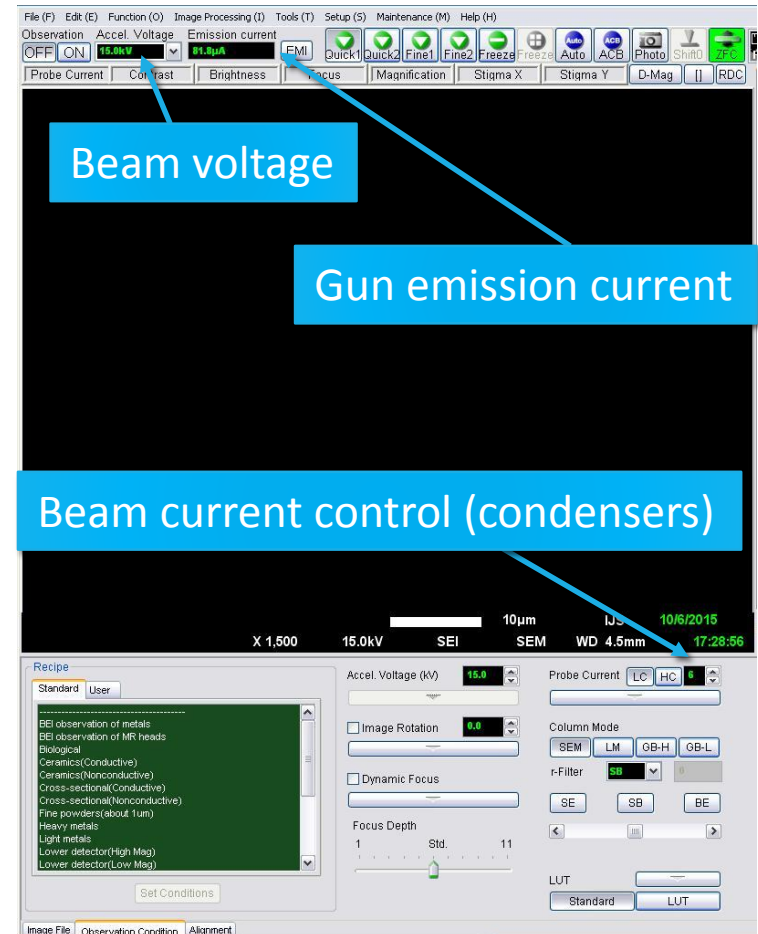 File (F) Edit (E) Function (O) Image Processing (I) Tools (T) Setup (S) Maintenance (M) Help (H)
Observation Accel. Voltage Emission current
OFF ON 15.0kV 81.8μA EMI Quick1 Quick2 Fine1 Fine2 Freeze Freeze Auto ACB Photo Shift0 ZFC
Probe Current Contrast Brightness Focus Magnification Stigma X Stigma Y D-Mag [] RDC
Beam voltage
Gun emission current
Beam current control (condensers)
10μm IJS 10/6/2015
X 1,500 15.0kV SEI SEM WD 4.5mm 17:28:56
Recipe
Standard User
BEI observation of metals
BEI observation of MR heads
Biological
Ceramics(Conductive)
Ceramics(Nonconductive)
Cross-sectional(Conductive)
Cross-sectional(Nonconductive)
Fine powders(about 1um)
Heavy metals
Light metals
Lower detector(High Mag)
Lower detector(Low Mag)
Set Conditions
Accel. Voltage (kV) 15.0
Image Rotation 0.0
Dynamic Focus
Focus Depth
1 Std. 11
Probe Current LC HC 6
Column Mode
SEM LM GB-H GB-L
r-Filter SB
SE SB BE
LUT
Standard LUT
Image File Observation Condition Alignment